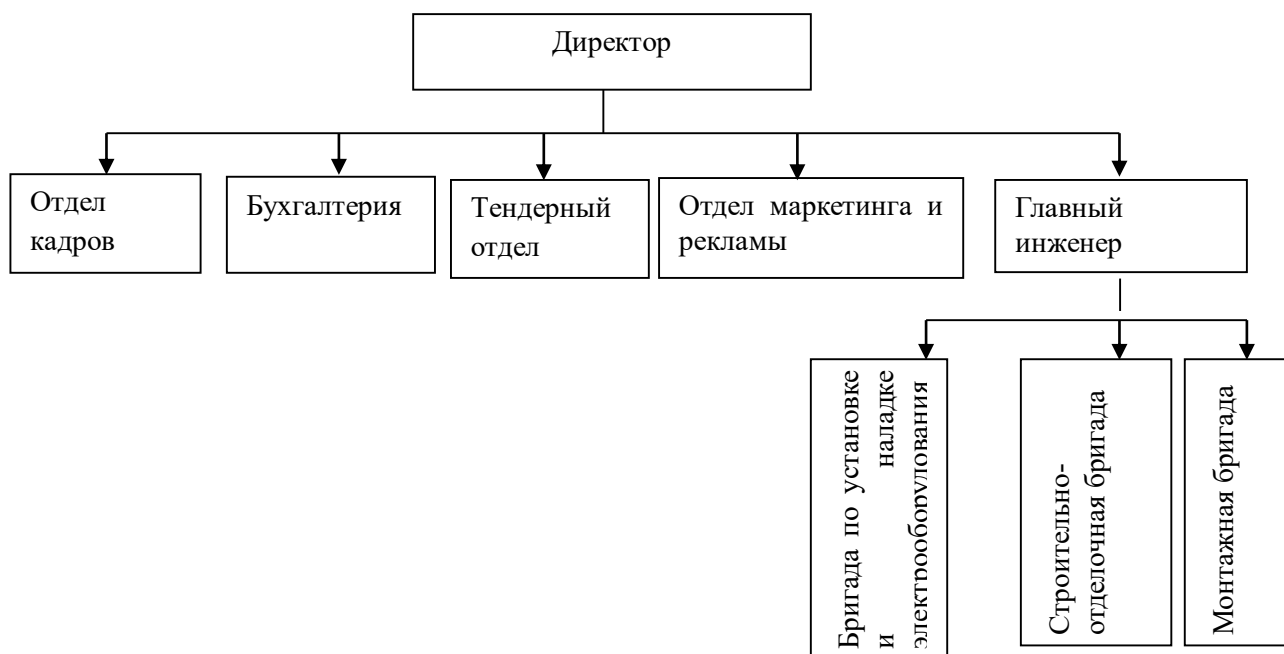 Директор
Отдел
кадров
Бухгалтерия
Тендерный
отдел
Отдел маркетинга и
рекламы
Главный
инженер
Бригада по установке
и наладке
электрооборудования
Строительно-
отделочная бригада
Монтажная бригада